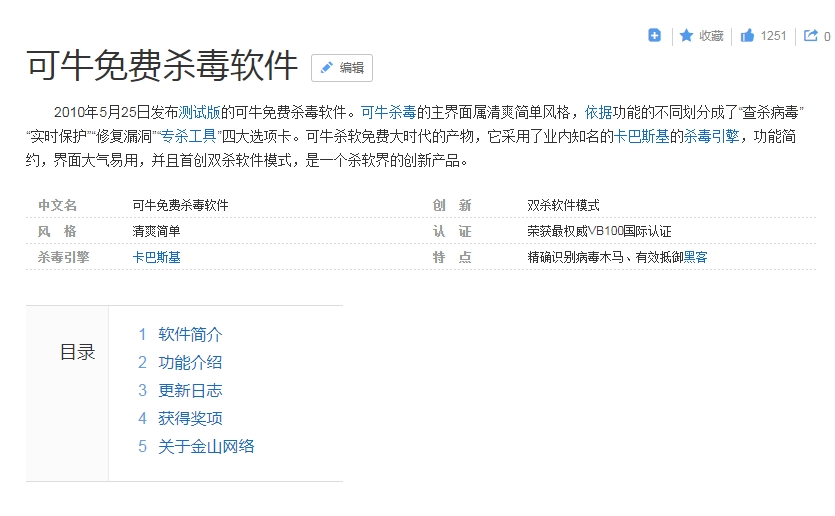 收藏 1251 0
可牛免费杀毒软件 编辑
2010年5月25日发布测试版的可牛免费杀毒软件。可牛杀毒的主界面属清爽简单风格，依据功能的不同划分成了“查杀病毒”
“实时保护”“修复漏洞”“专杀工具”四大选项卡。可牛杀软免费大时代的产物，它采用了业内知名的卡巴斯基的杀毒引擎，功能简
约，界面大气易用，并且首创双杀软件模式，是一个杀软界的创新产品。
中文名 可牛免费杀毒软件 创 新 双杀软件模式
风 格 清爽简单 认 证 荣获最权威VB100国际认证
杀毒引擎 卡巴斯基 特 点 精确识别病毒木马、有效抵御黑客
目录
1 软件简介
2 功能介绍
3 更新日志
4 获得奖项
5 关于金山网络